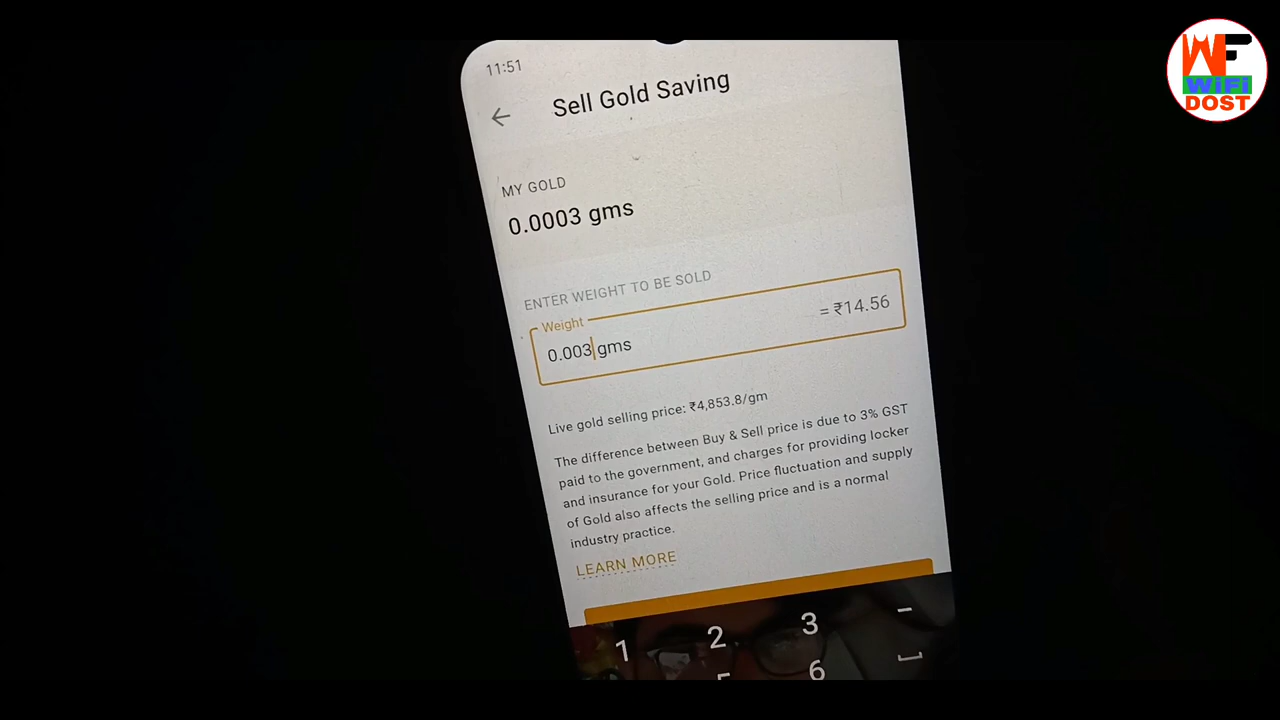 WF
WiFi
DOST
11:51
Sell Gold Saving
MY GOLD
0.0003 gms
ENTER WEIGHT TO BE SOLD
Weight
0.003 gms = ₹14.56
Live gold selling price: ₹4,853.8/gm
The difference between Buy & Sell price is due to 3% GST
paid to the government, and charges for providing locker
and insurance for your Gold. Price fluctuation and supply
of Gold also affects the selling price and is a normal
industry practice.
LEARN MORE
1 2 3 -
6